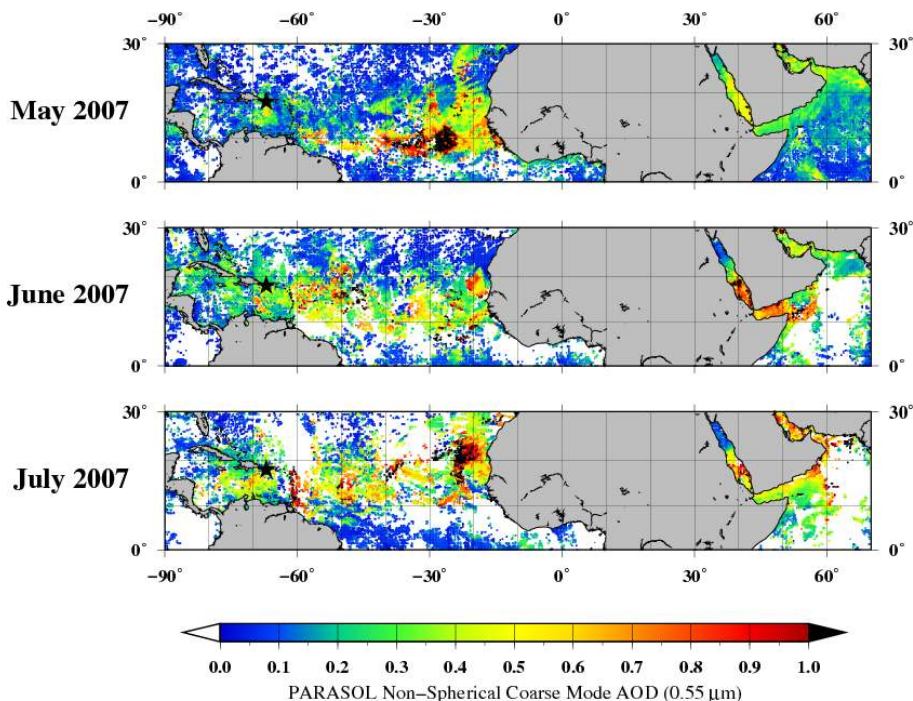 −90° −60° −30° 0° 30° 60°
30° 30°
May 2007
0° 0°
30° 30°
June 2007
0° 0°
30° 30°
July 2007
0° 0°
−90° −60° −30° 0° 30° 60°
0.0 0.1 0.2 0.3 0.4 0.5 0.6 0.7 0.8 0.9 1.0
PARASOL Non−Spherical Coarse Mode AOD (0.55 μm)